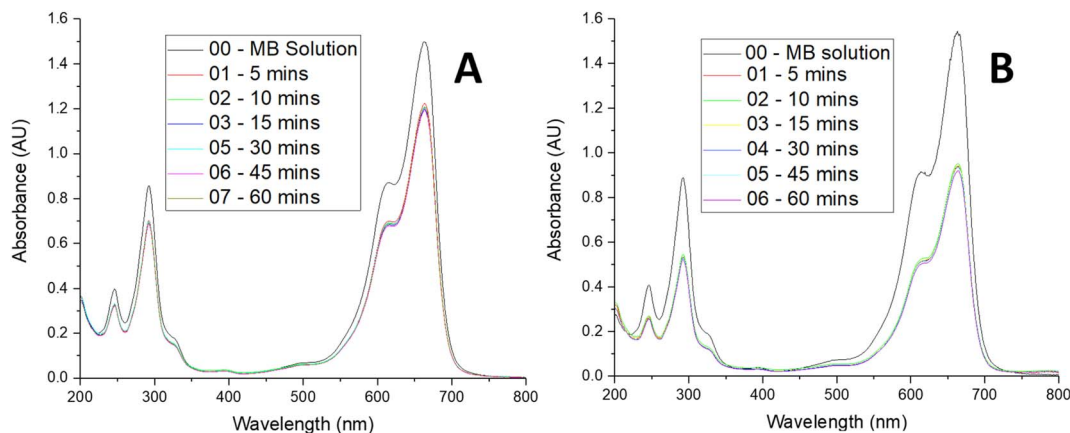 1.6
1.4
1.2
1.0
0.8
0.6
0.4
0.2
0.0
Absorbance (AU)
00 - MB Solution
01 - 5 mins
02 - 10 mins
03 - 15 mins
05 - 30 mins
06 - 45 mins
07 - 60 mins
A
200 300 400 500 600 700 800
Wavelength (nm)
1.6
1.4
1.2
1.0
0.8
0.6
0.4
0.2
0.0
Absorbance (AU)
00 - MB solution
01 - 5 mins
02 - 10 mins
03 - 15 mins
04 - 30 mins
05 - 45 mins
06 - 60 mins
B
200 300 400 500 600 700 800
Wavelength (nm)